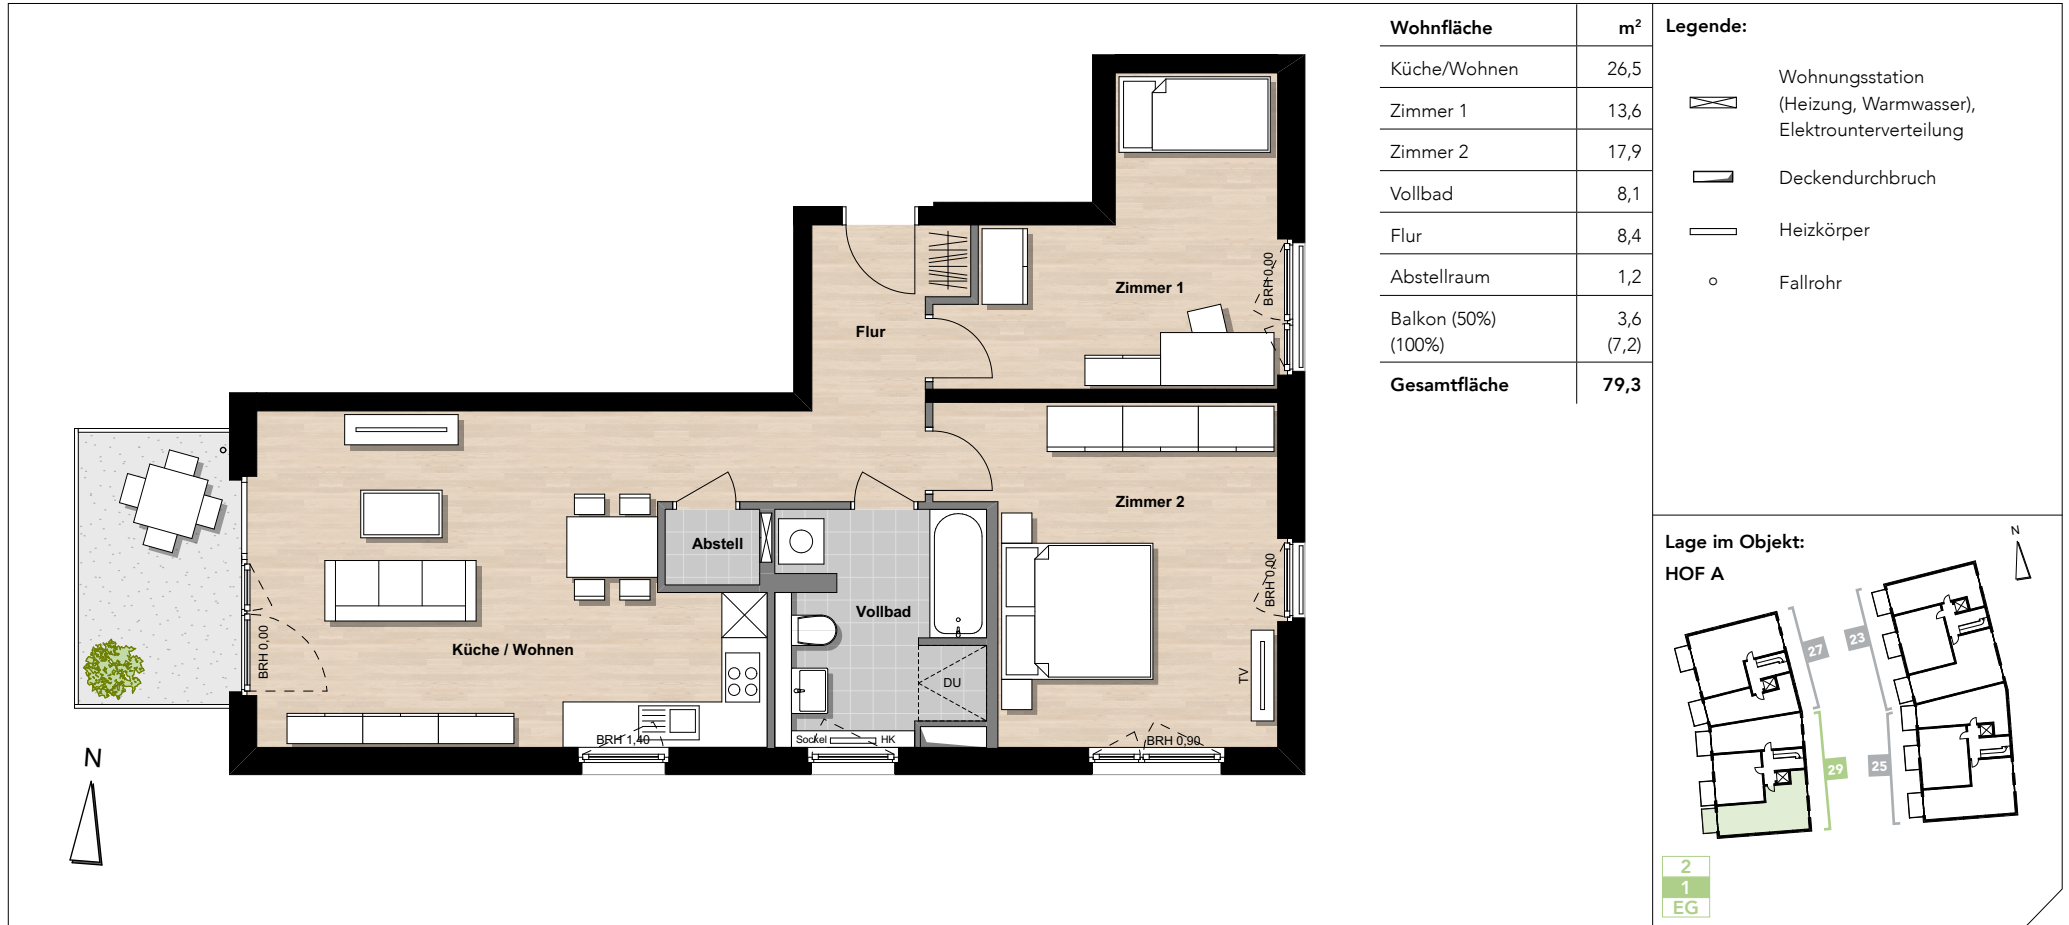 Zimmer 1
BRH 0,00
Flur
Zimmer 2
BRH 0,00
Abstell
Vollbad
Küche / Wohnen
BRH 0,00
DU
TV
BRH 1,40
Sockel
HK
BRH 0,90
N
Wohnfläche m²
Küche/Wohnen 26,5
Zimmer 1 13,6
Zimmer 2 17,9
Vollbad 8,1
Flur 8,4
Abstellraum 1,2
Balkon (50%) 3,6
(100%) (7,2)
Gesamtfläche 79,3
Legende:
Wohnungsstation
(Heizung, Warmwasser),
Elektrounterverteilung
Deckendurchbruch
Heizkörper
Fallrohr
Lage im Objekt:
HOF A
N
27
23
29
25
2
1
EG